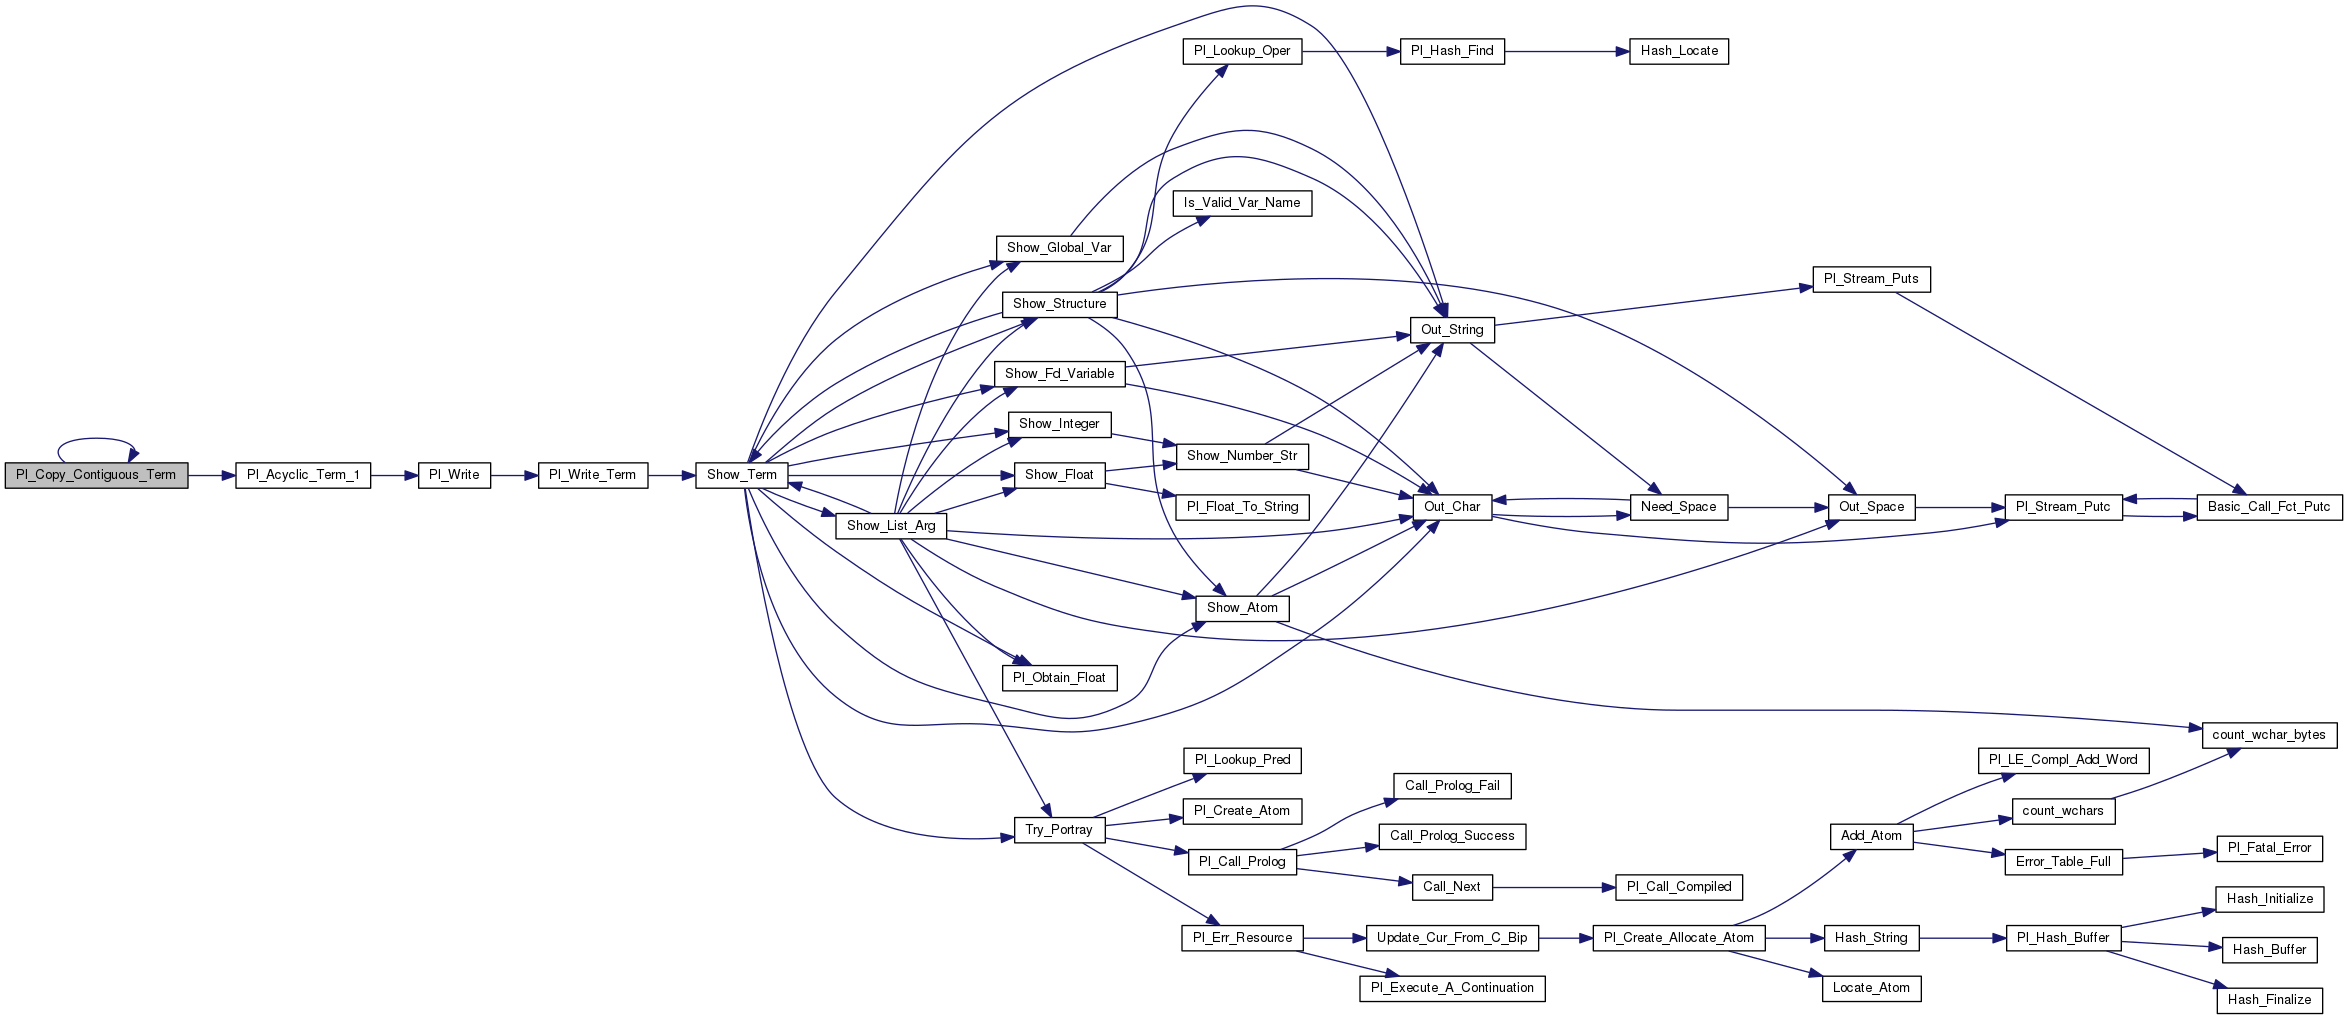 Pl_Copy_Contiguous_Term
Pl_Acyclic_Term_1
Pl_Write
Pl_Write_Term
Show_Term
Show_List_Arg
Show_Global_Var
Show_Structure
Show_Fd_Variable
Show_Integer
Show_Float
Pl_Obtain_Float
Try_Portray
Pl_Lookup_Oper
Is_Valid_Var_Name
Show_Number_Str
Pl_Float_To_String
Show_Atom
Pl_Lookup_Pred
Pl_Create_Atom
Pl_Call_Prolog
Pl_Err_Resource
Pl_Hash_Find
Out_String
Out_Char
Call_Prolog_Fail
Call_Prolog_Success
Call_Next
Update_Cur_From_C_Bip
Pl_Execute_A_Continuation
Hash_Locate
Need_Space
Pl_Call_Compiled
Pl_Create_Allocate_Atom
Pl_Stream_Puts
Out_Space
Add_Atom
Hash_String
Locate_Atom
Pl_Stream_Putc
Pl_LE_Compl_Add_Word
count_wchars
Error_Table_Full
Pl_Hash_Buffer
Basic_Call_Fct_Putc
count_wchar_bytes
Pl_Fatal_Error
Hash_Initialize
Hash_Buffer
Hash_Finalize